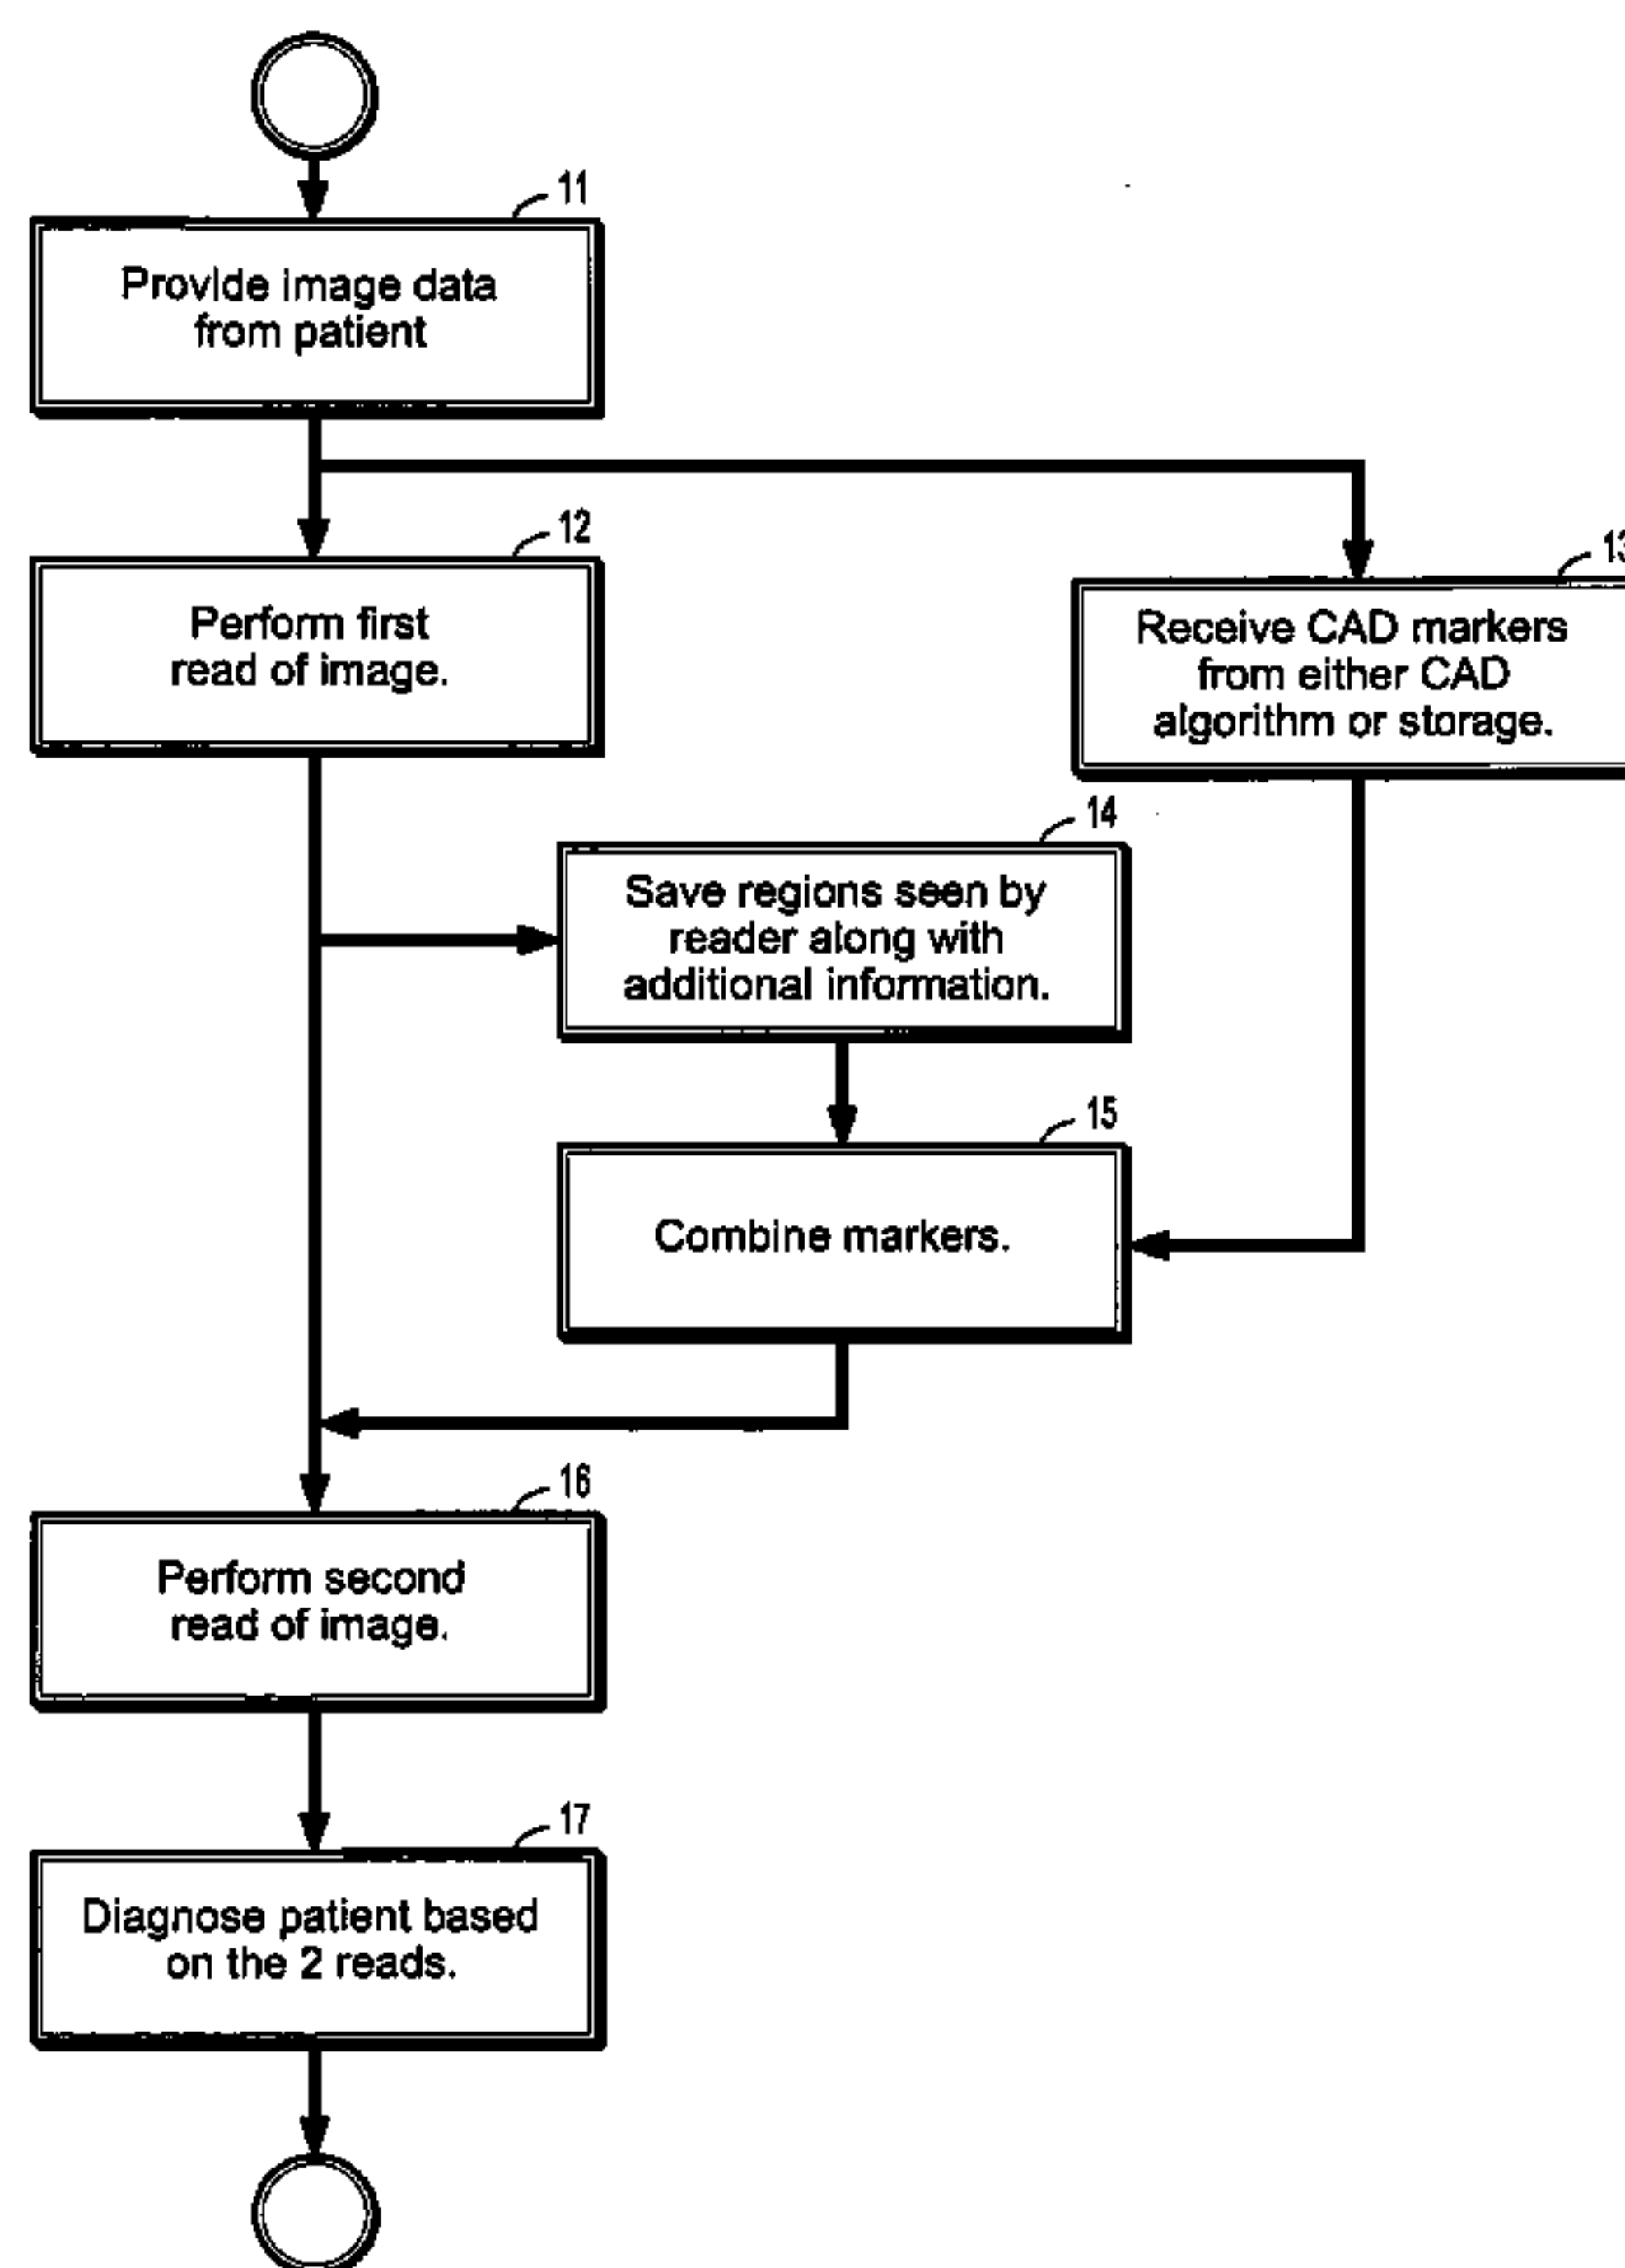 11
Provide image data
from patient
12
Perform first
read of image.
13
Receive CAD markers
from either CAD
algorithm or storage.
14
Save regions seen by
reader along with
additional information.
15
Combine markers.
16
Perform second
read of image.
17
Diagnose patient based
on the 2 reads.